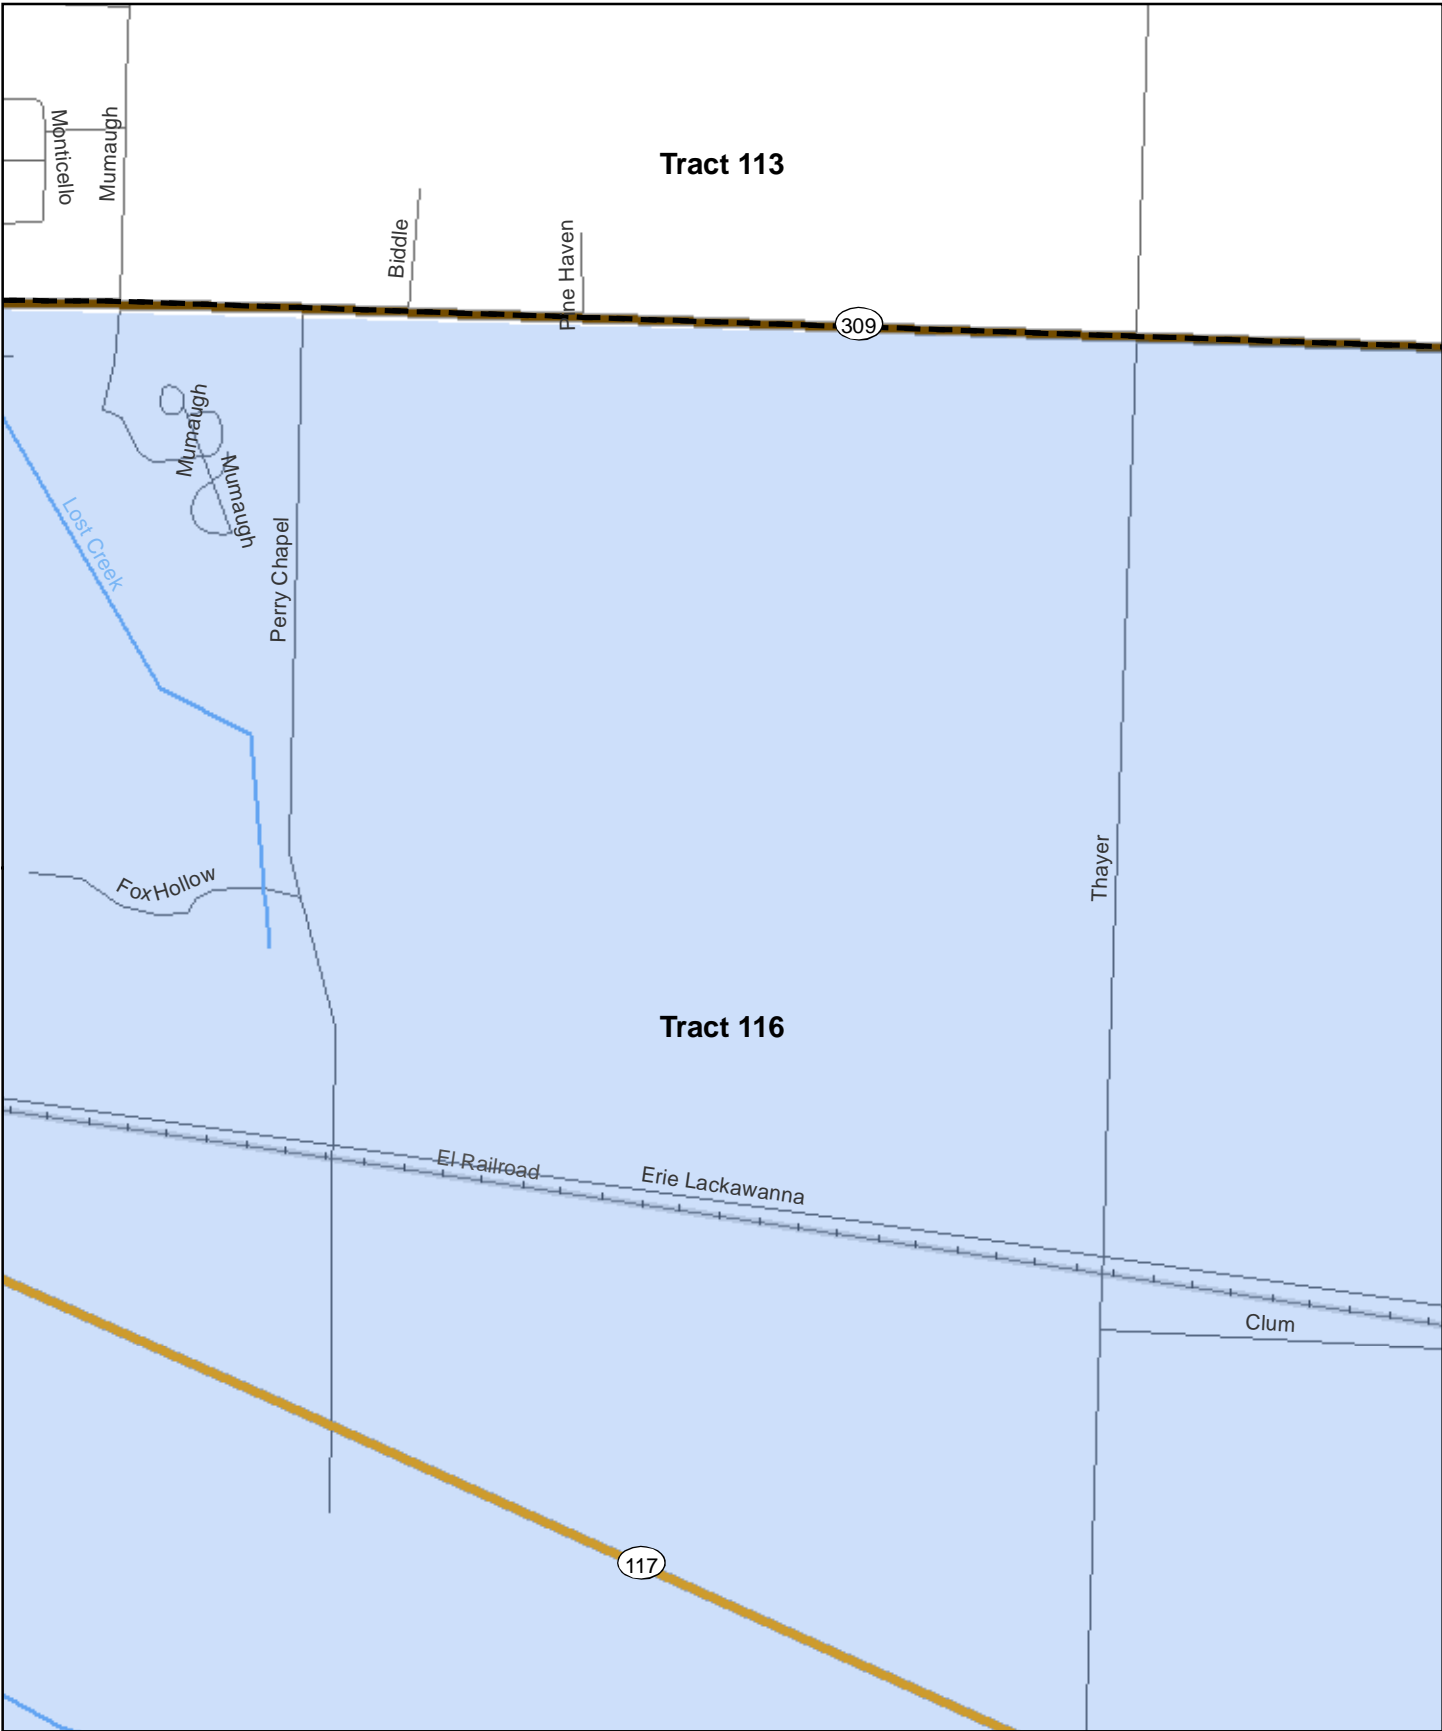 Monticello
Mumaugh
Tract 113
Biddle
Pine Haven
309
Mumaugh
Mumaugh
Lost Creek
Perry Chapel
Thayer
Fox Hollow
Tract 116
El Railroad
Erie Lackawanna
Clum
117